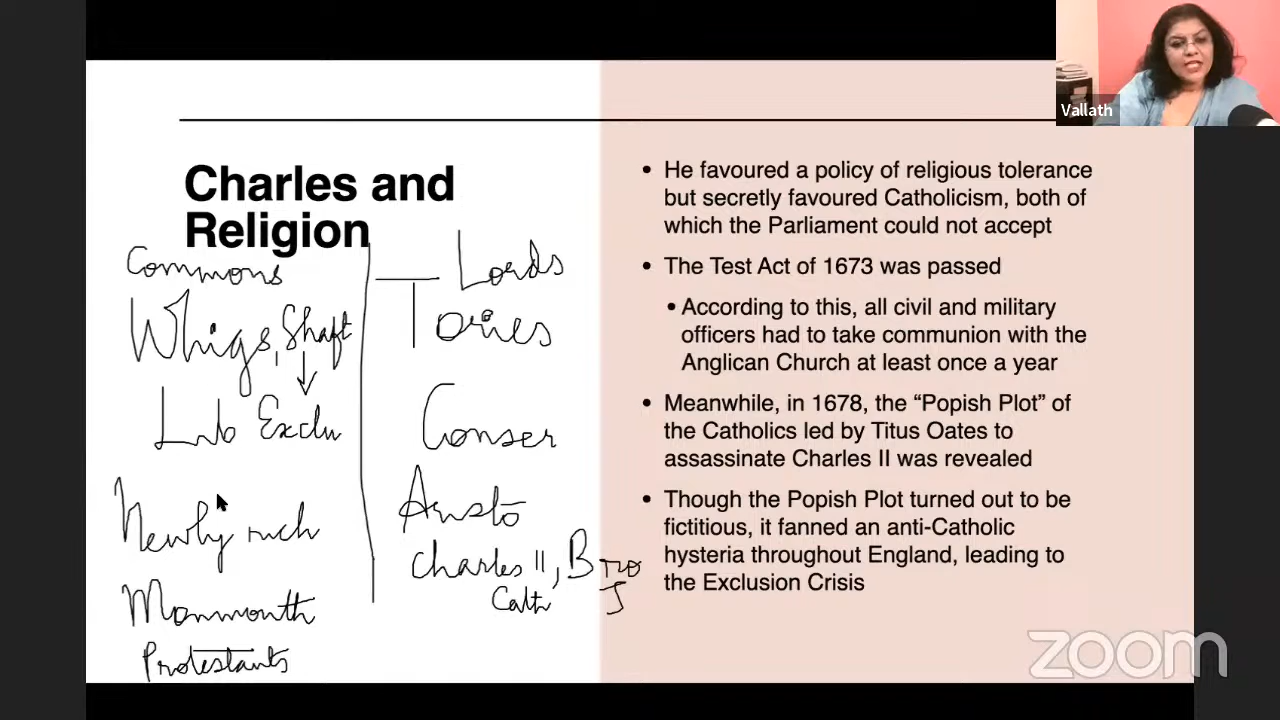 Vallath
Charles and
Religion
Commons
Whigs, Shaft
Lab Exclu
Newly rich
Monmouth
Protestants
Lords
Tories
Conser
Aristo
Charles II, Bro
Cath J
• He favoured a policy of religious tolerance
but secretly favoured Catholicism, both of
which the Parliament could not accept
• The Test Act of 1673 was passed
• According to this, all civil and military
officers had to take communion with the
Anglican Church at least once a year
• Meanwhile, in 1678, the “Popish Plot” of
the Catholics led by Titus Oates to
assassinate Charles II was revealed
• Though the Popish Plot turned out to be
fictitious, it fanned an anti-Catholic
hysteria throughout England, leading to
the Exclusion Crisis
zoom